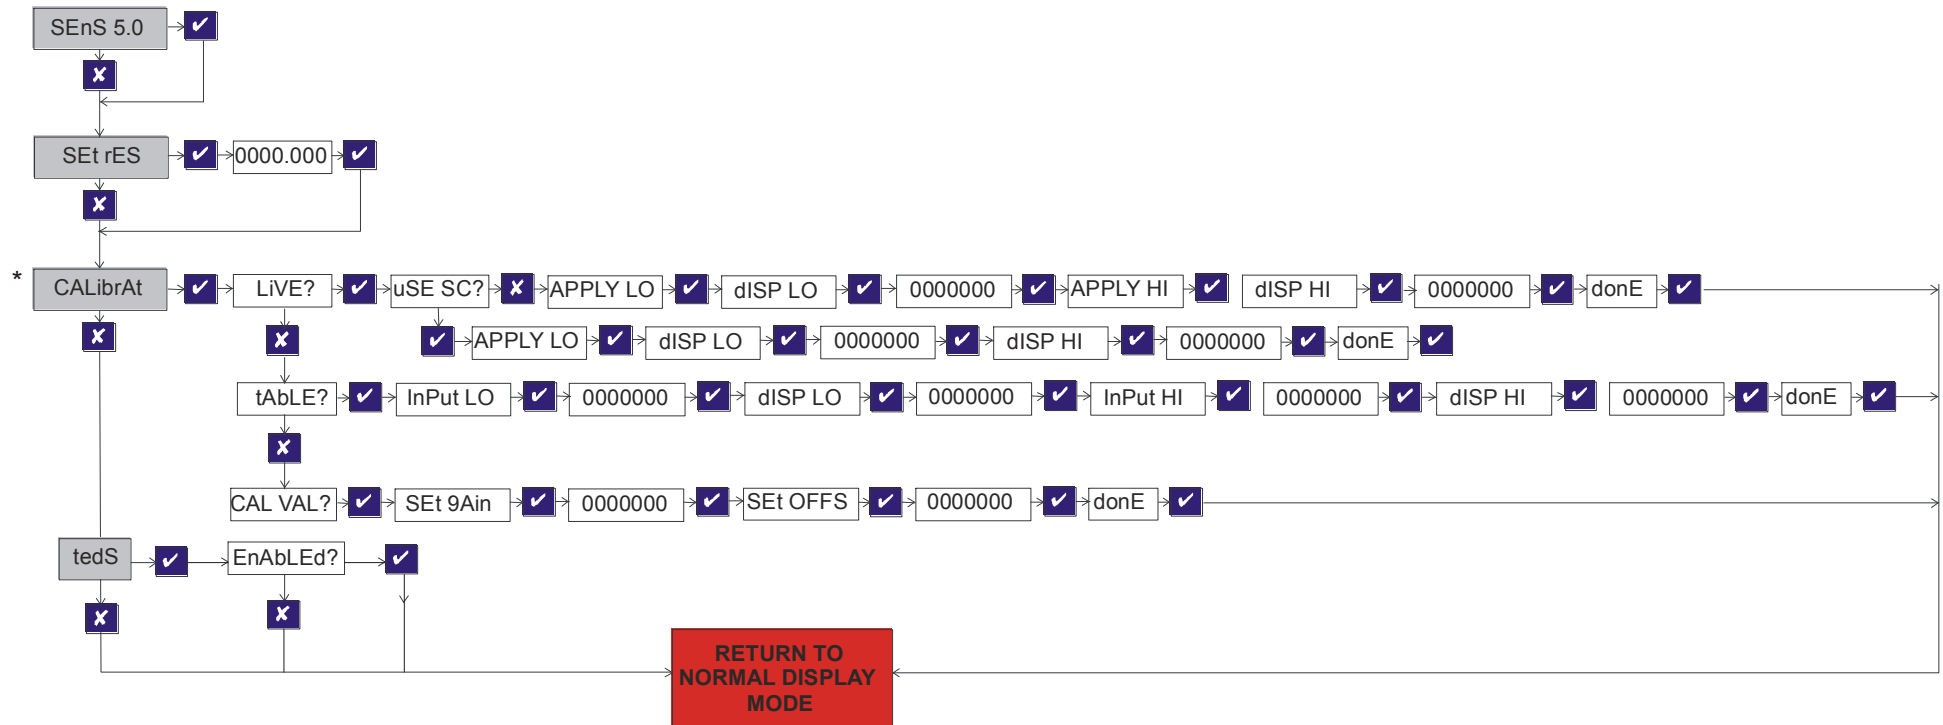 SEnS 5.0 ✔
✘
SEt rES ✔ 0000.000 ✔
✘
* CALibrAt ✔ LiVE? ✔ uSE SC? ✘ APPLY LO ✔ dISP LO ✔ 0000000 ✔ APPLY HI ✔ dISP HI ✔ 0000000 ✔ donE ✔
✘ ✘ ✔ APPLY LO ✔ dISP LO ✔ 0000000 ✔ dISP HI ✔ 0000000 ✔ donE ✔
tAbLE? ✔ InPut LO ✔ 0000000 ✔ dISP LO ✔ 0000000 ✔ InPut HI ✔ 0000000 ✔ dISP HI ✔ 0000000 ✔ donE ✔
✘
CAL VAL? ✔ SEt 9Ain ✔ 0000000 ✔ SEt OFFS ✔ 0000000 ✔ donE ✔
tedS ✔ EnAbLEd? ✔
✘ ✘
RETURN TO
NORMAL DISPLAY
MODE